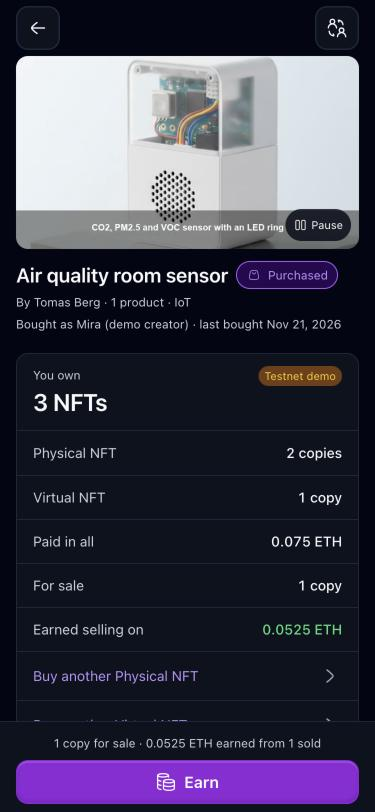 CO2, PM2.5 and VOC sensor with an LED ring
Pause
Air quality room sensor
Purchased
By Tomas Berg · 1 product · IoT
Bought as Mira (demo creator) · last bought Nov 21, 2026
You own
Testnet demo
3 NFTs
Physical NFT
2 copies
Virtual NFT
1 copy
Paid in all
0.075 ETH
For sale
1 copy
Earned selling on
0.0525 ETH
Buy another Physical NFT
1 copy for sale · 0.0525 ETH earned from 1 sold
Earn